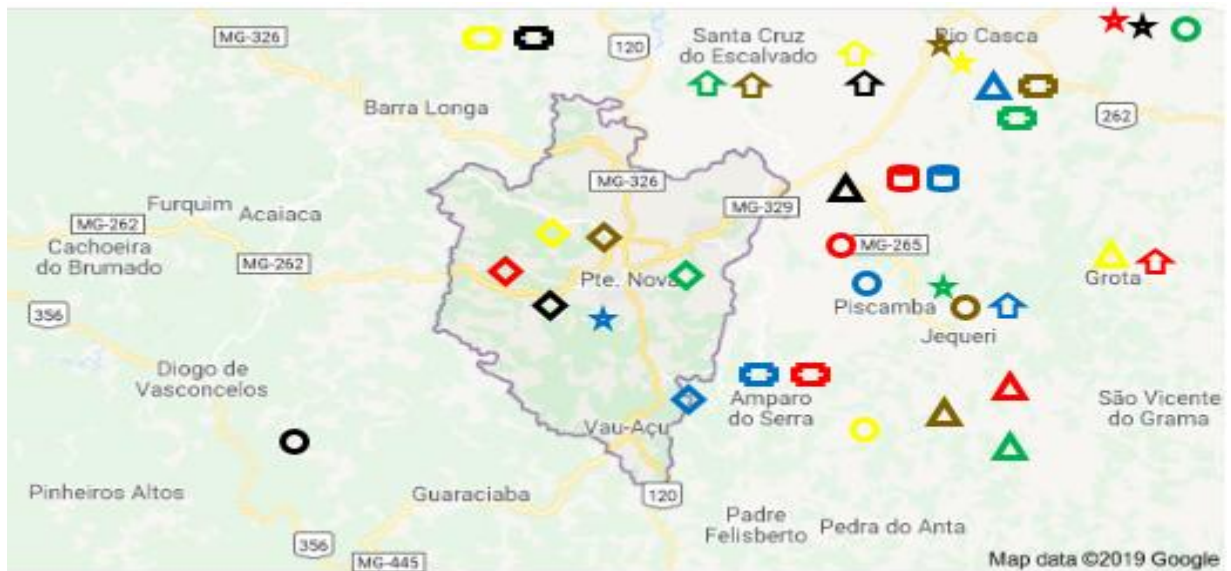 MG-326
120
Santa Cruz
do Escalvado
Rio Casca
Barra Longa
262
MG-326
Furquim
Acaiaca
MG-329
MG-262
Cachoeira
do Brumado
MG-262
Pte. Nova
MG-265
Grota
356
Piscamba
Jequeri
Diogo de
Vasconcelos
Amparo
do Serra
São Vicente
do Grama
Vau-Açu
Pinheiros Altos
Guaraciaba
120
Padre
Felisberto
Pedra do Anta
356
MG-445
Map data ©2019 Google